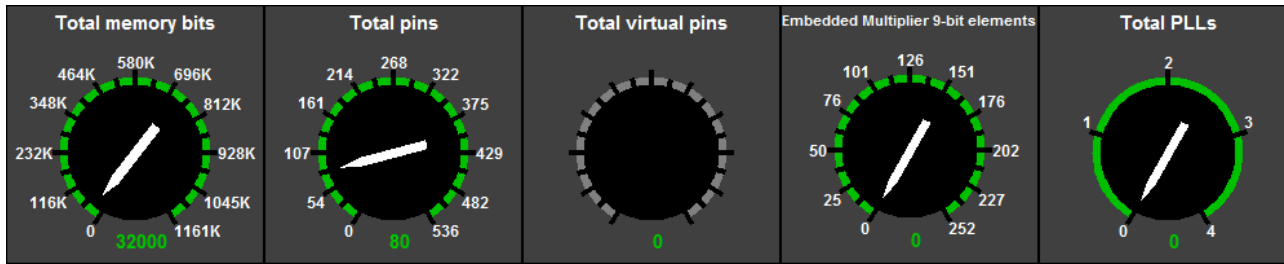 Total memory bits
580K
464K
696K
348K
812K
232K
928K
116K
1045K
0
1161K
32000
Total pins
268
214
322
161
375
107
429
54
482
0
536
80
Total virtual pins
0
Embedded Multiplier 9-bit elements
126
101
151
76
176
50
202
25
227
0
252
0
Total PLLs
2
1
3
0
4
0